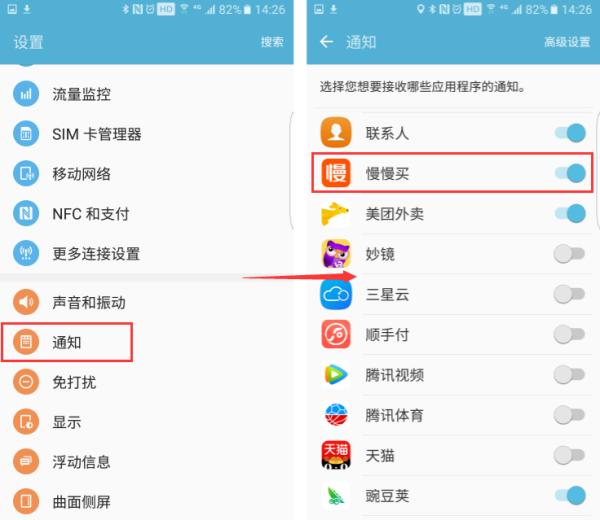 HD 4G 82% 14:26
设置
搜索
流量监控
SIM 卡管理器
移动网络
NFC 和支付
更多连接设置
声音和振动
通知
免打扰
显示
浮动信息
曲面侧屏
HD 4G 82% 14:26
通知
高级设置
选择您想要接收哪些应用程序的通知。
联系人
慢 慢慢买
美团外卖
妙镜
三星云
顺手付
腾讯视频
腾讯体育
天猫 天猫
豌豆荚